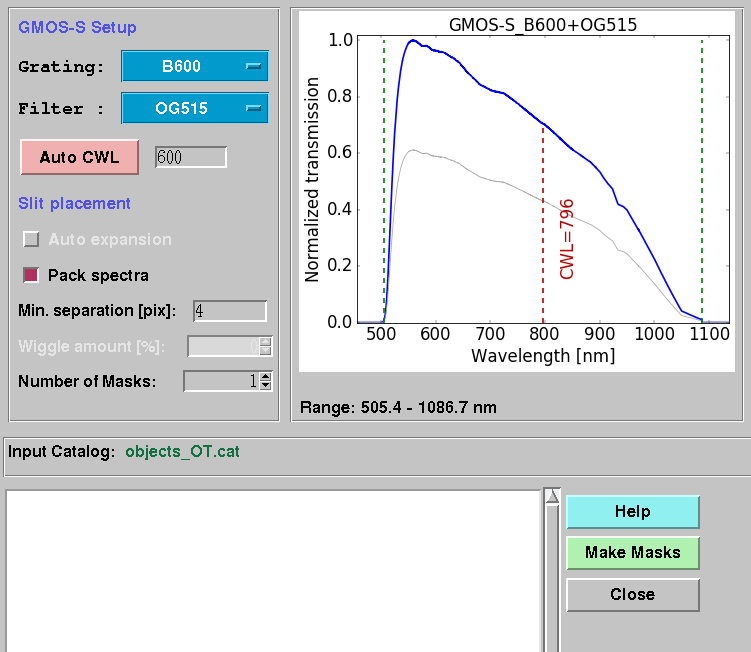 GMOS-S Setup
Grating: B600
Filter : OG515
Auto CWL 600
Slit placement
Auto expansion
Pack spectra
Min. separation [pix]: 4
Wiggle amount [%]:
Number of Masks: 1
GMOS-S_B600+OG515
Normalized transmission
1.0
0.8
0.6
0.4
0.2
0.0
CWL=796
500 600 700 800 900 1000 1100
Wavelength [nm]
Range: 505.4 - 1086.7 nm
Input Catalog: objects_OT.cat
Help
Make Masks
Close